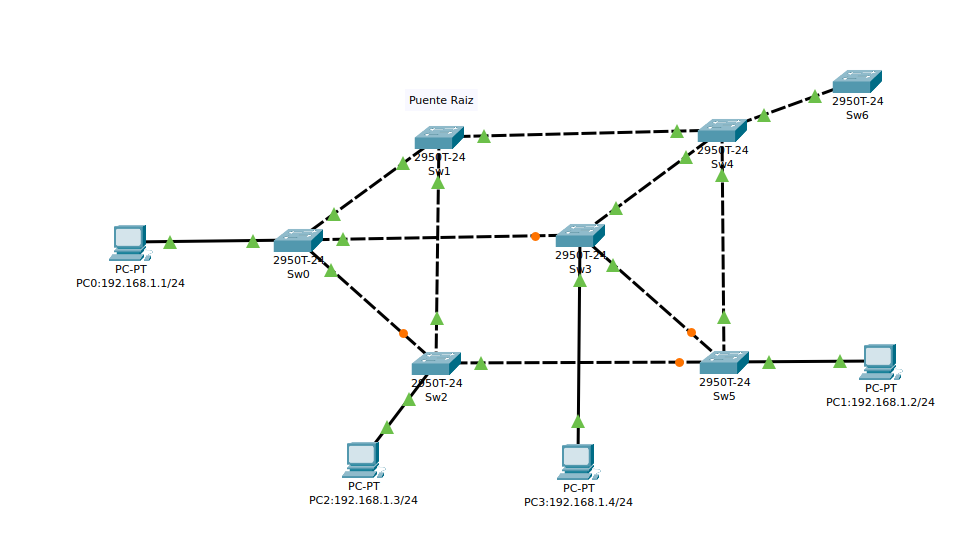 Puente Raiz
2950T-24
Sw6
2950T-24
Sw1
2950T-24
Sw4
PC-PT
PC0:192.168.1.1/24
2950T-24
Sw0
2950T-24
Sw3
2950T-24
Sw2
2950T-24
Sw5
PC-PT
PC1:192.168.1.2/24
PC-PT
PC2:192.168.1.3/24
PC-PT
PC3:192.168.1.4/24